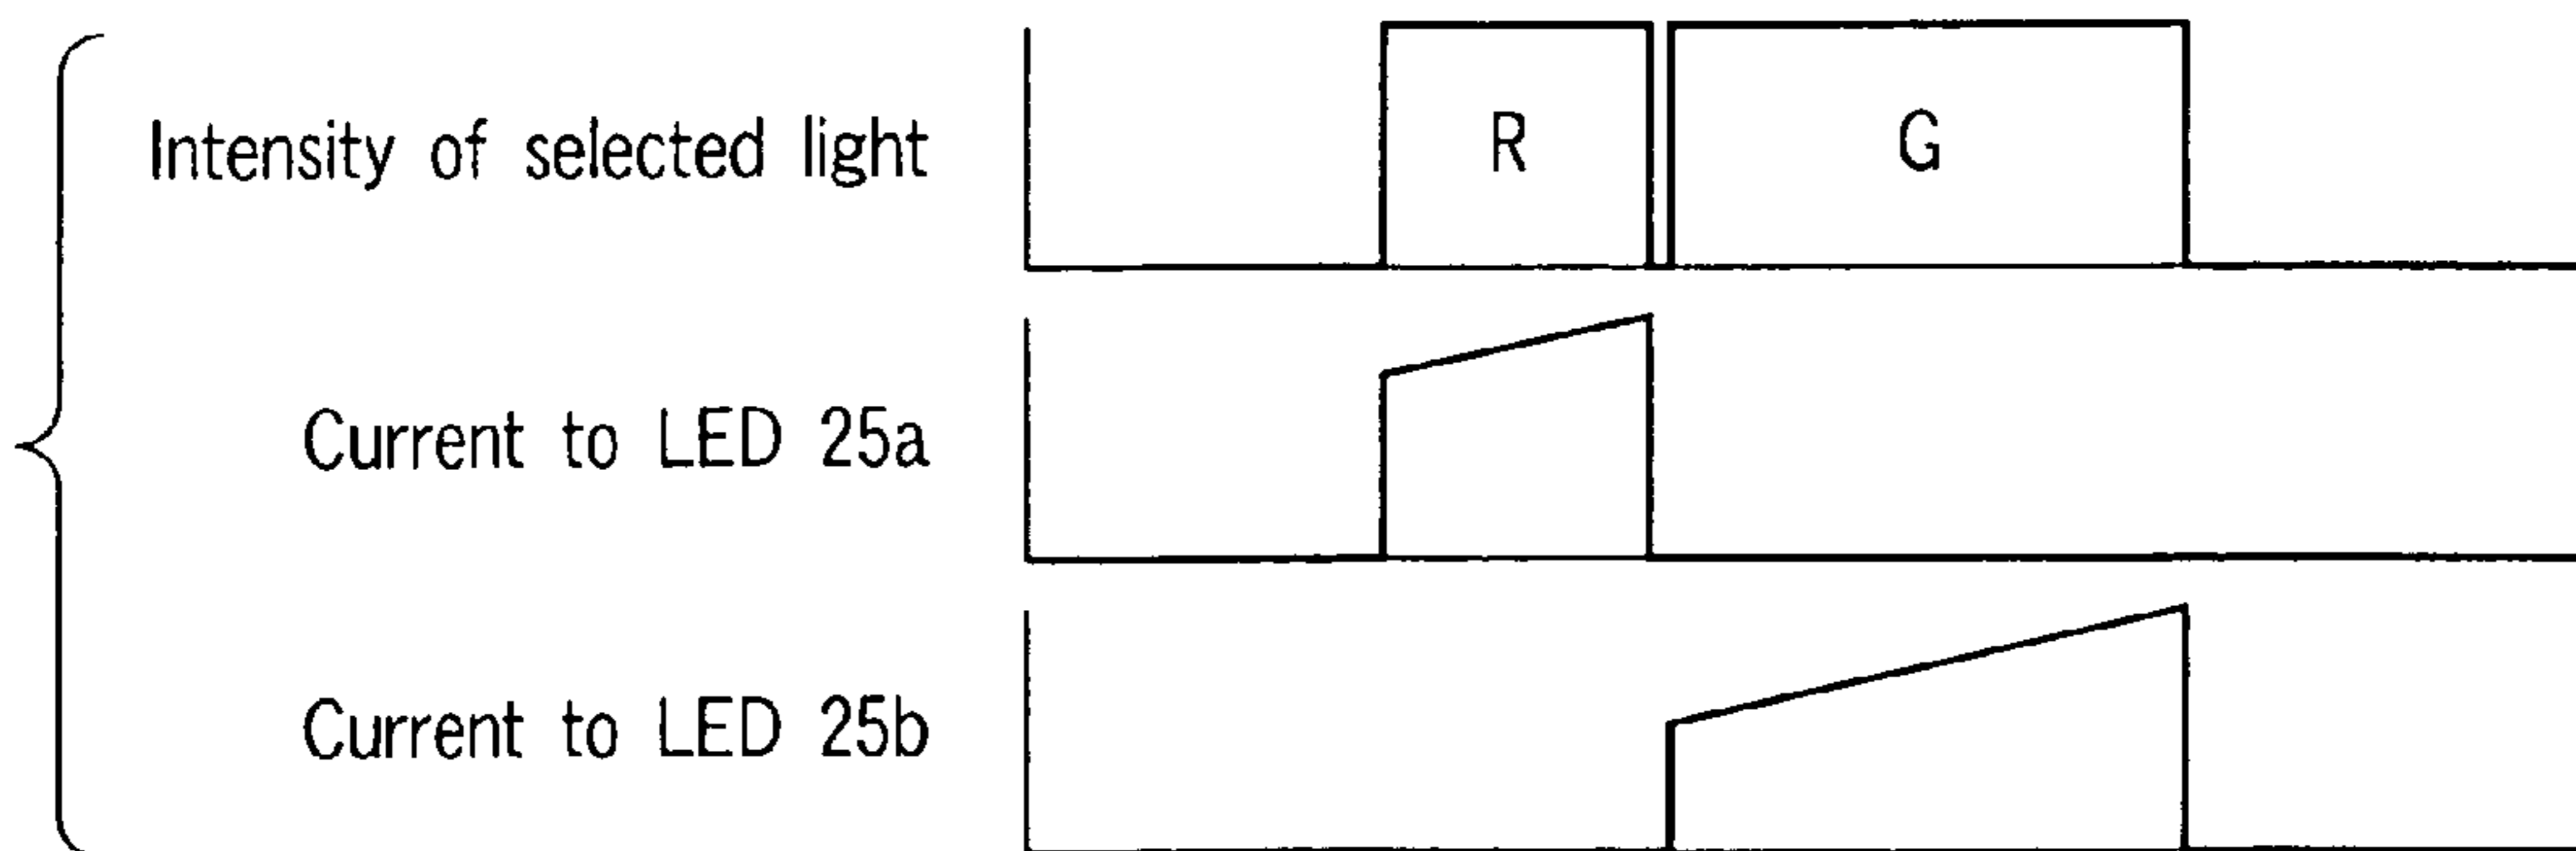 Intensity of selected light
R
G
Current to LED 25a
Current to LED 25b